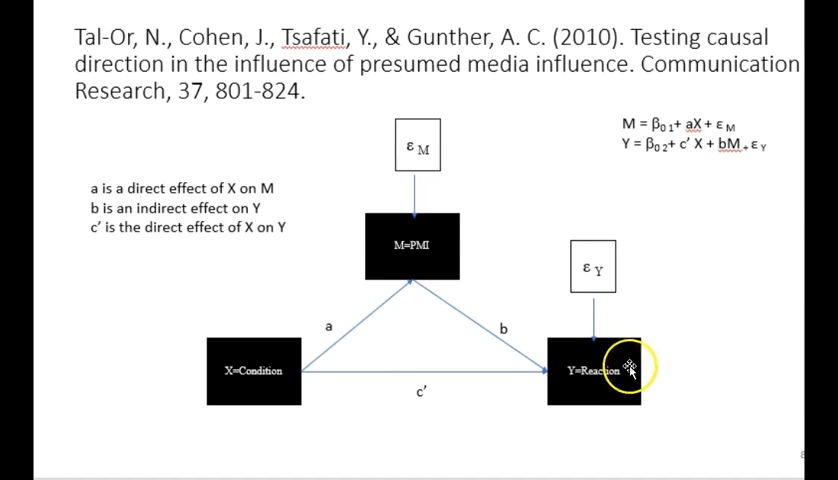 Tal-Or, N., Cohen, J., Tsafati, Y., & Gunther, A. C. (2010). Testing causal
direction in the influence of presumed media influence. Communication
Research, 37, 801-824.
M = β₀ ₁+ aX + ε M
Y = β₀ ₂+ c’ X + bM + ε Y
ε M
a is a direct effect of X on M
b is an indirect effect on Y
c’ is the direct effect of X on Y
M=PMI
ε Y
a
b
X=Condition
Y=Reaction
c’
8